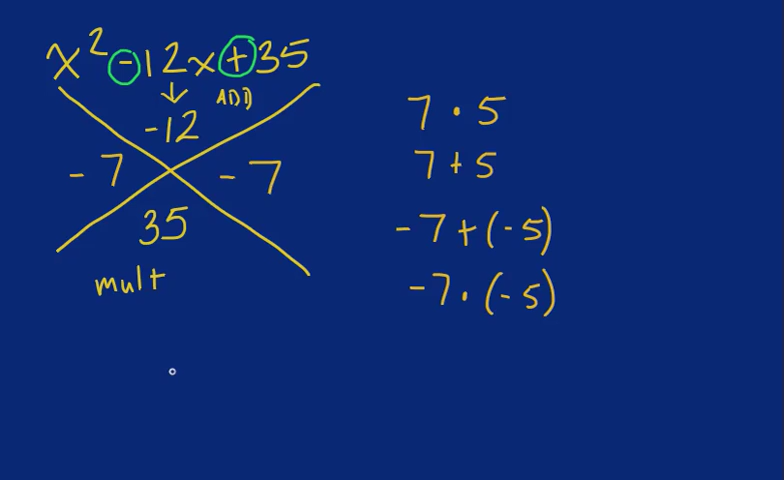 x² -12x +35
ADD
-12
-7 -7
35
mult
7 · 5
7 + 5
-7 + (-5)
-7 · (-5)